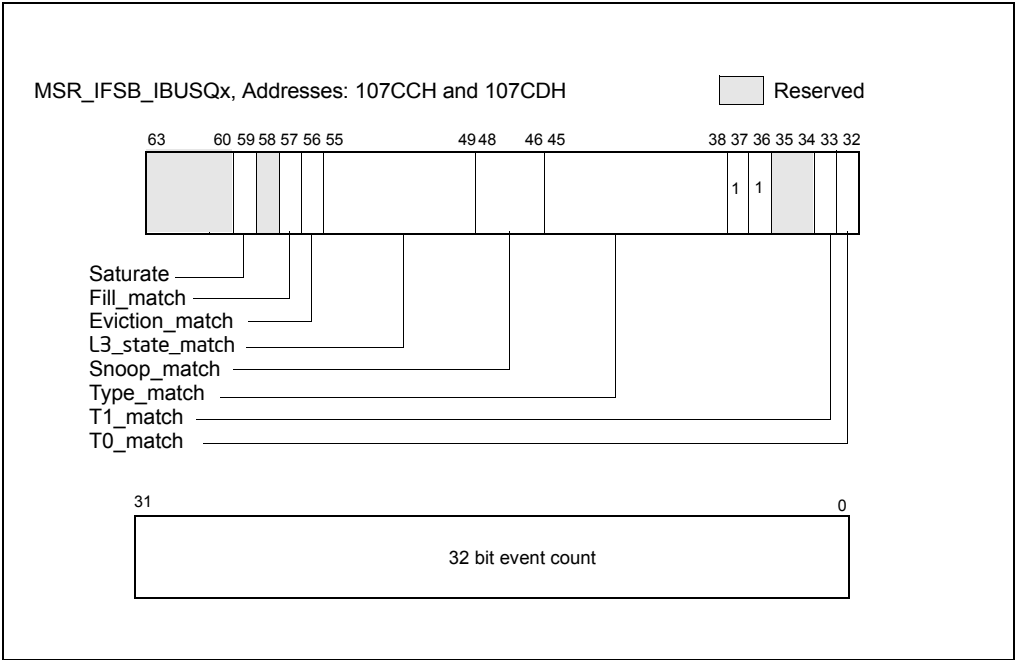 MSR_IFSB_IBUSQx, Addresses: 107CCH and 107CDH
Reserved
63 60 59 58 57 56 55 49 48 46 45 38 37 36 35 34 33 32
1 1
Saturate
Fill_match
Eviction_match
L3_state_match
Snoop_match
Type_match
T1_match
T0_match
31 0
32 bit event count